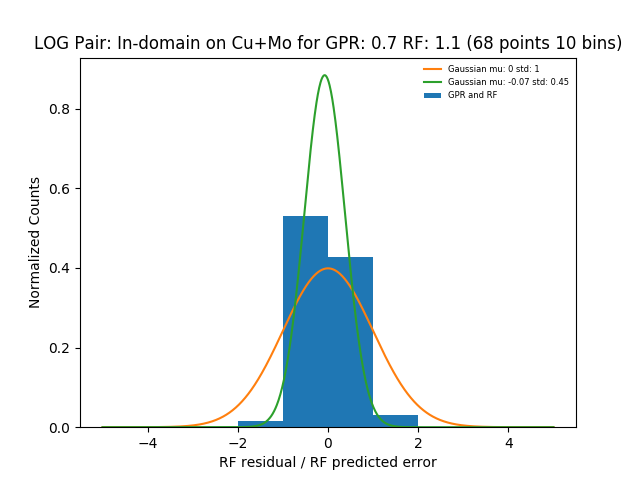 LOG Pair: In-domain on Cu+Mo for GPR: 0.7 RF: 1.1 (68 points 10 bins)
Gaussian mu: 0 std: 1
Gaussian mu: -0.07 std: 0.45
GPR and RF
Normalized Counts
0.8
0.6
0.4
0.2
0.0
−4 −2 0 2 4
RF residual / RF predicted error